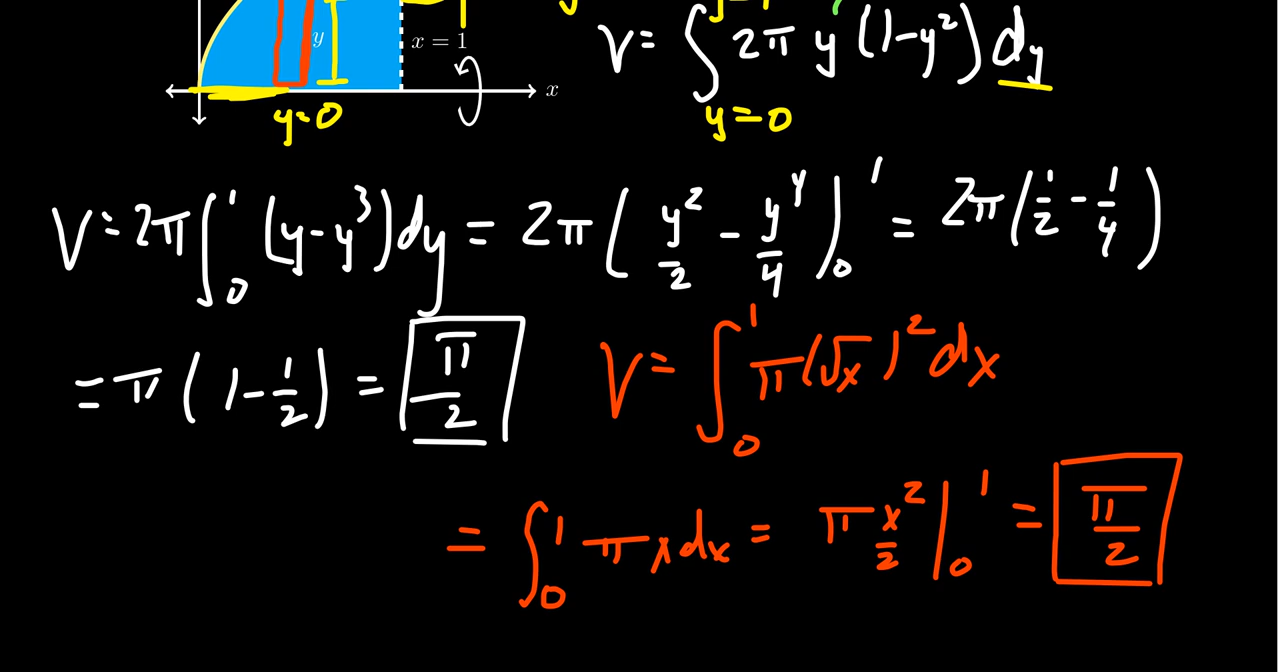 y
x = 1
x
y=0
V= ∫ 2π y (1-y²) dy
y=0
V=2π∫₀¹ (y-y³)dy = 2π( y²/2 - y⁴/4 )|₀¹ = 2π(1/2 - 1/4)
= π (1-1/2) = π/2
V= ∫₀¹ π(√x)² dx
= ∫₀¹ πxdx = π x²/2 |₀¹ = π/2